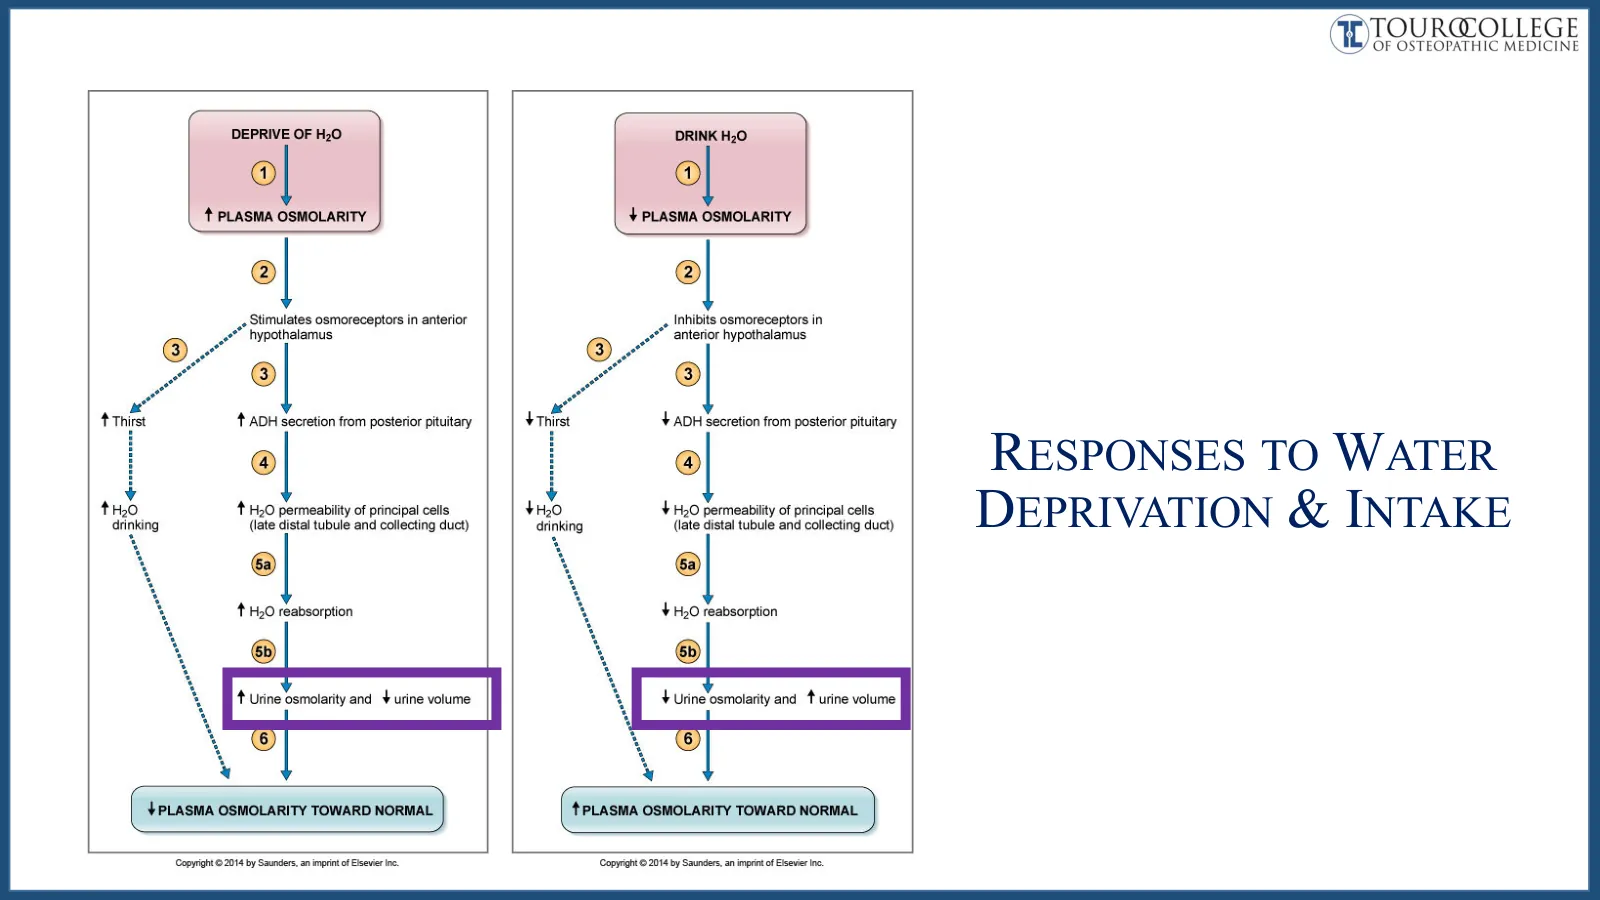 TOURO COLLEGE
OF OSTEOPATHIC MEDICINE
DEPRIVE OF H₂O
1
↑ PLASMA OSMOLARITY
2
Stimulates osmoreceptors in anterior
hypothalamus
3
3
↑ Thirst
↑ ADH secretion from posterior pituitary
4
↑ H₂O
drinking
↑ H₂O permeability of principal cells
(late distal tubule and collecting duct)
5a
↑ H₂O reabsorption
5b
↑ Urine osmolarity and ↓ urine volume
6
↓ PLASMA OSMOLARITY TOWARD NORMAL
Copyright © 2014 by Saunders, an imprint of Elsevier Inc.
DRINK H₂O
1
↓ PLASMA OSMOLARITY
2
Inhibits osmoreceptors in
anterior hypothalamus
3
3
↓ Thirst
↓ ADH secretion from posterior pituitary
4
↓ H₂O
drinking
↓ H₂O permeability of principal cells
(late distal tubule and collecting duct)
5a
↓ H₂O reabsorption
5b
↓ Urine osmolarity and ↑ urine volume
6
↑ PLASMA OSMOLARITY TOWARD NORMAL
Copyright © 2014 by Saunders, an imprint of Elsevier Inc.
RESPONSES TO WATER
DEPRIVATION & INTAKE